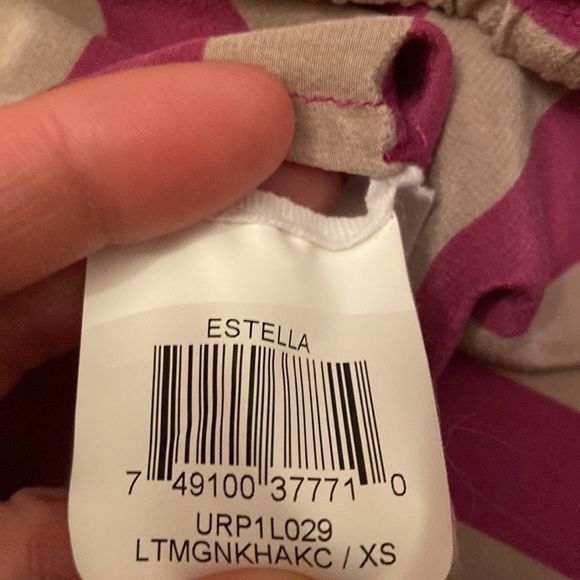 ESTELLA
7 49100 37771 0
URP1L029
LTMGNKHAKC / XS